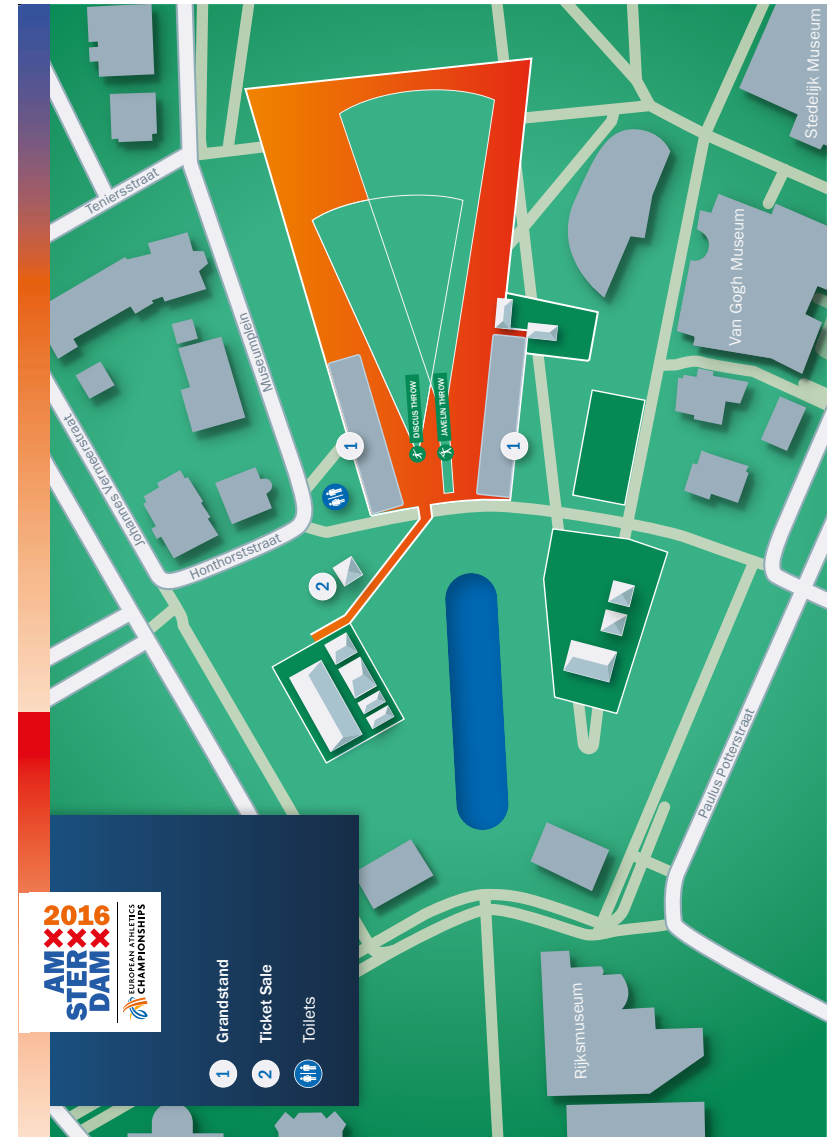 Stedelijk Museum
Van Gogh Museum
Teniersstraat
Museumplein
Johannes Vermeerstraat
Honthorststraat
DISCUS THROW
JAVELIN THROW
1
1
2
Paulus Potterstraat
Rijksmuseum
2016
AM
STER
DAM
EUROPEAN ATHLETICS
CHAMPIONSHIPS
1 Grandstand
2 Ticket Sale
Toilets